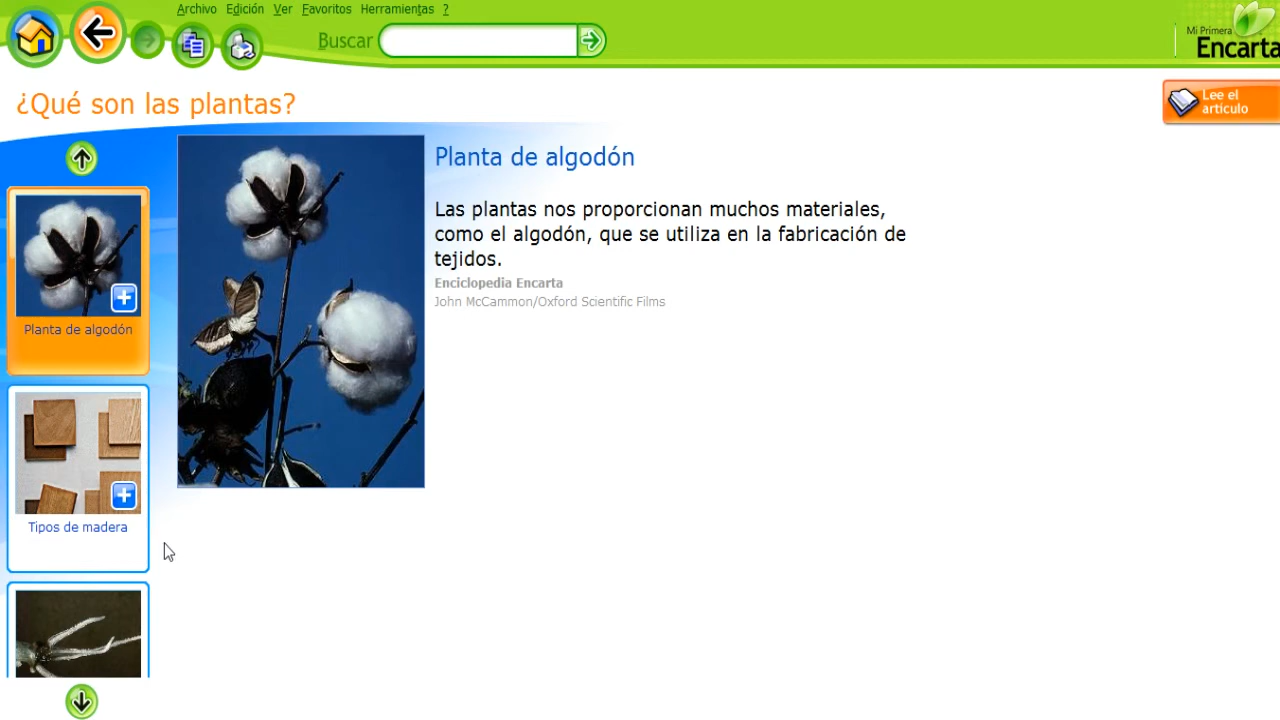 Archivo Edición Ver Favoritos Herramientas ?
Buscar
Mi Primera
Encarta
¿Qué son las plantas?
Lee el
artículo
Planta de algodón
Las plantas nos proporcionan muchos materiales,
como el algodón, que se utiliza en la fabricación de
tejidos.
Enciclopedia Encarta
John McCammon/Oxford Scientific Films
Planta de algodón
Tipos de madera